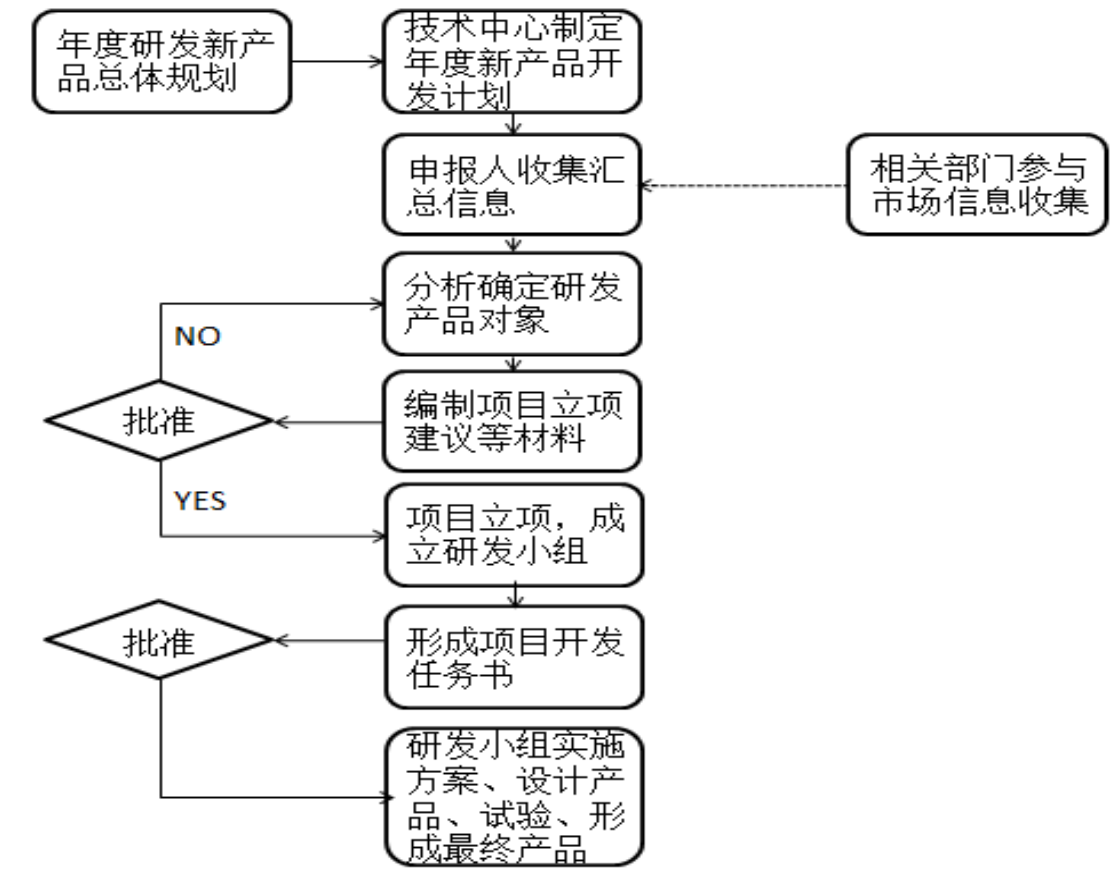 年度研发新产
品总体规划
技术中心制定
年度新产品开
发计划
申报人收集汇
总信息
相关部门参与
市场信息收集
分析确定研发
产品对象
NO
批准
编制项目立项
建议等材料
YES
项目立项，成
立研发小组
批准
形成项目开发
任务书
研发小组实施
方案、设计产
品、试验、形
成最终产品